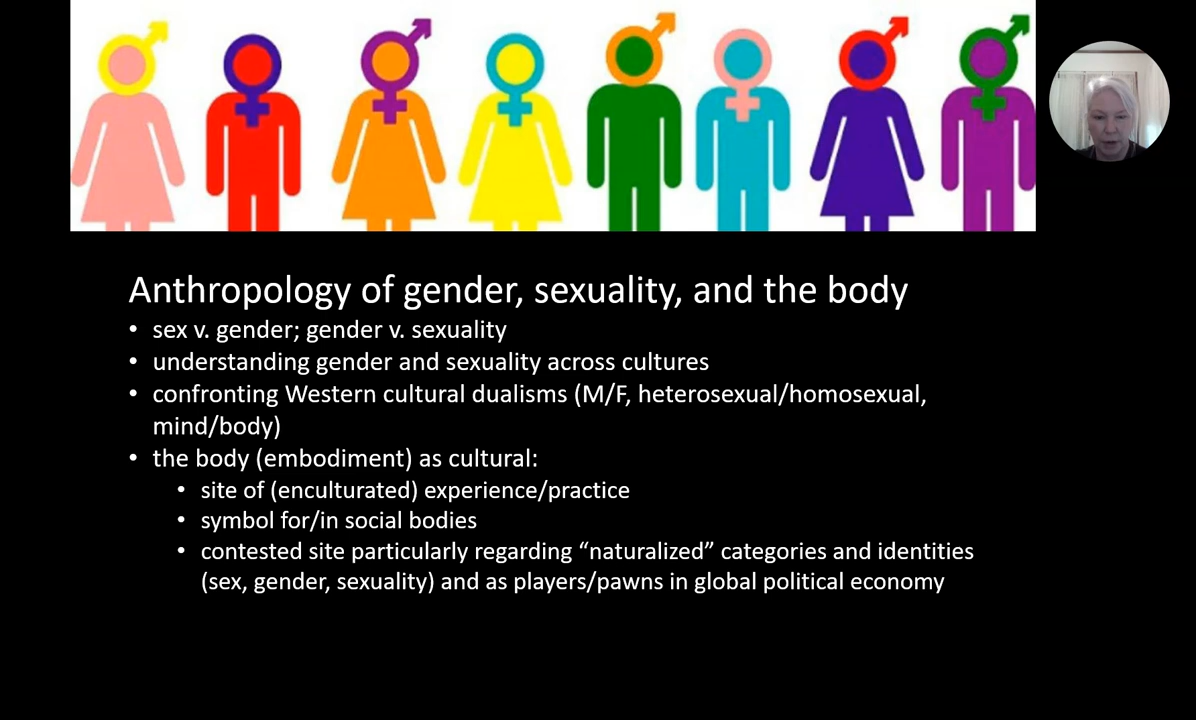 Anthropology of gender, sexuality, and the body
• sex v. gender; gender v. sexuality
• understanding gender and sexuality across cultures
• confronting Western cultural dualisms (M/F, heterosexual/homosexual,
mind/body)
• the body (embodiment) as cultural:
• site of (enculturated) experience/practice
• symbol for/in social bodies
• contested site particularly regarding “naturalized” categories and identities
(sex, gender, sexuality) and as players/pawns in global political economy